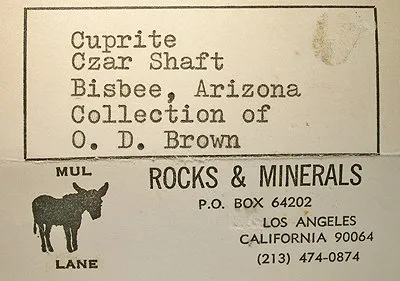 Cuprite
Czar Shaft
Bisbee, Arizona
Collection of
O. D. Brown
MUL
LANE
ROCKS & MINERALS
P.O. BOX 64202
LOS ANGELES
CALIFORNIA 90064
(213) 474-0874